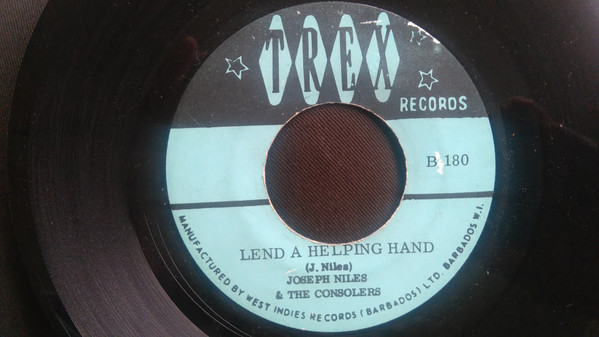 TREX
RECORDS
B 180
LEND A HELPING HAND
(J. Niles)
JOSEPH NILES
& THE CONSOLERS
MANUFACTURED BY WEST INDIES RECORDS (BARBADOS) LTD. BARBADOS W.I.